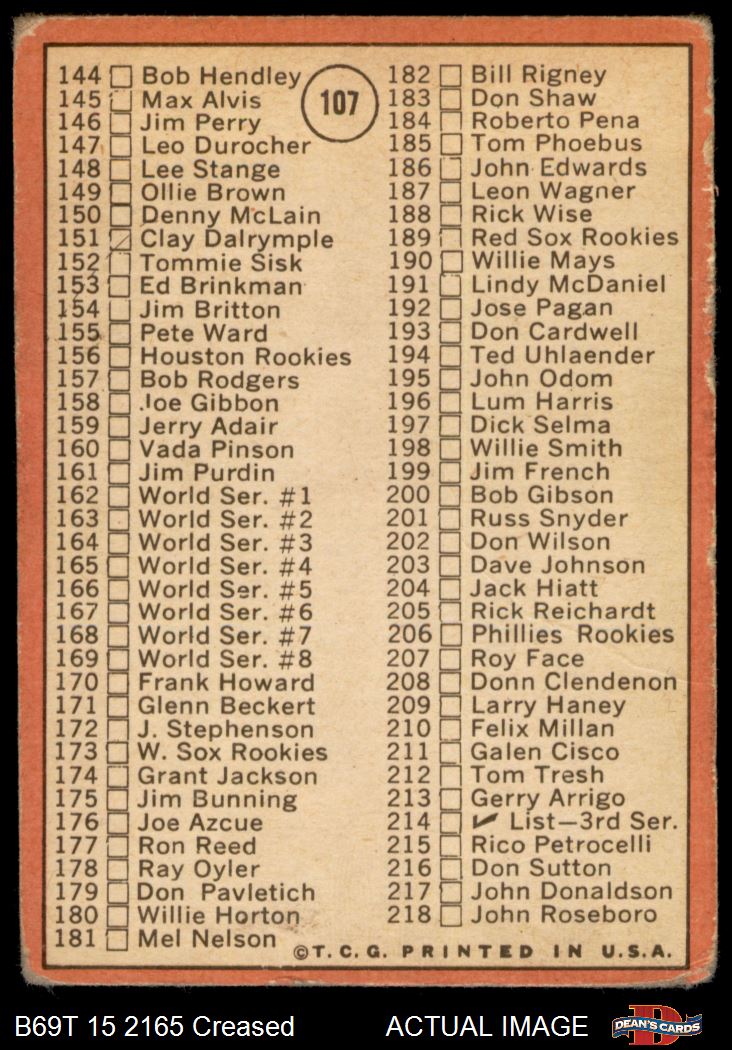 107
144 Bob Hendley
145 Max Alvis
146 Jim Perry
147 Leo Durocher
148 Lee Stange
149 Ollie Brown
150 Denny McLain
151 Clay Dalrymple
152 Tommie Sisk
153 Ed Brinkman
154 Jim Britton
155 Pete Ward
156 Houston Rookies
157 Bob Rodgers
158 Joe Gibbon
159 Jerry Adair
160 Vada Pinson
161 Jim Purdin
162 World Ser. #1
163 World Ser. #2
164 World Ser. #3
165 World Ser. #4
166 World Ser. #5
167 World Ser. #6
168 World Ser. #7
169 World Ser. #8
170 Frank Howard
171 Glenn Beckert
172 J. Stephenson
173 W. Sox Rookies
174 Grant Jackson
175 Jim Bunning
176 Joe Azcue
177 Ron Reed
178 Ray Oyler
179 Don Pavletich
180 Willie Horton
181 Mel Nelson
182 Bill Rigney
183 Don Shaw
184 Roberto Pena
185 Tom Phoebus
186 John Edwards
187 Leon Wagner
188 Rick Wise
189 Red Sox Rookies
190 Willie Mays
191 Lindy McDaniel
192 Jose Pagan
193 Don Cardwell
194 Ted Uhlaender
195 John Odom
196 Lum Harris
197 Dick Selma
198 Willie Smith
199 Jim French
200 Bob Gibson
201 Russ Snyder
202 Don Wilson
203 Dave Johnson
204 Jack Hiatt
205 Rick Reichardt
206 Phillies Rookies
207 Roy Face
208 Donn Clendenon
209 Larry Haney
210 Felix Millan
211 Galen Cisco
212 Tom Tresh
213 Gerry Arrigo
214 ✔ List—3rd Ser.
215 Rico Petrocelli
216 Don Sutton
217 John Donaldson
218 John Roseboro
©T.C.G. PRINTED IN U.S.A.
B69T 15 2165 Creased ACTUAL IMAGE
D
DEAN'S CARDS